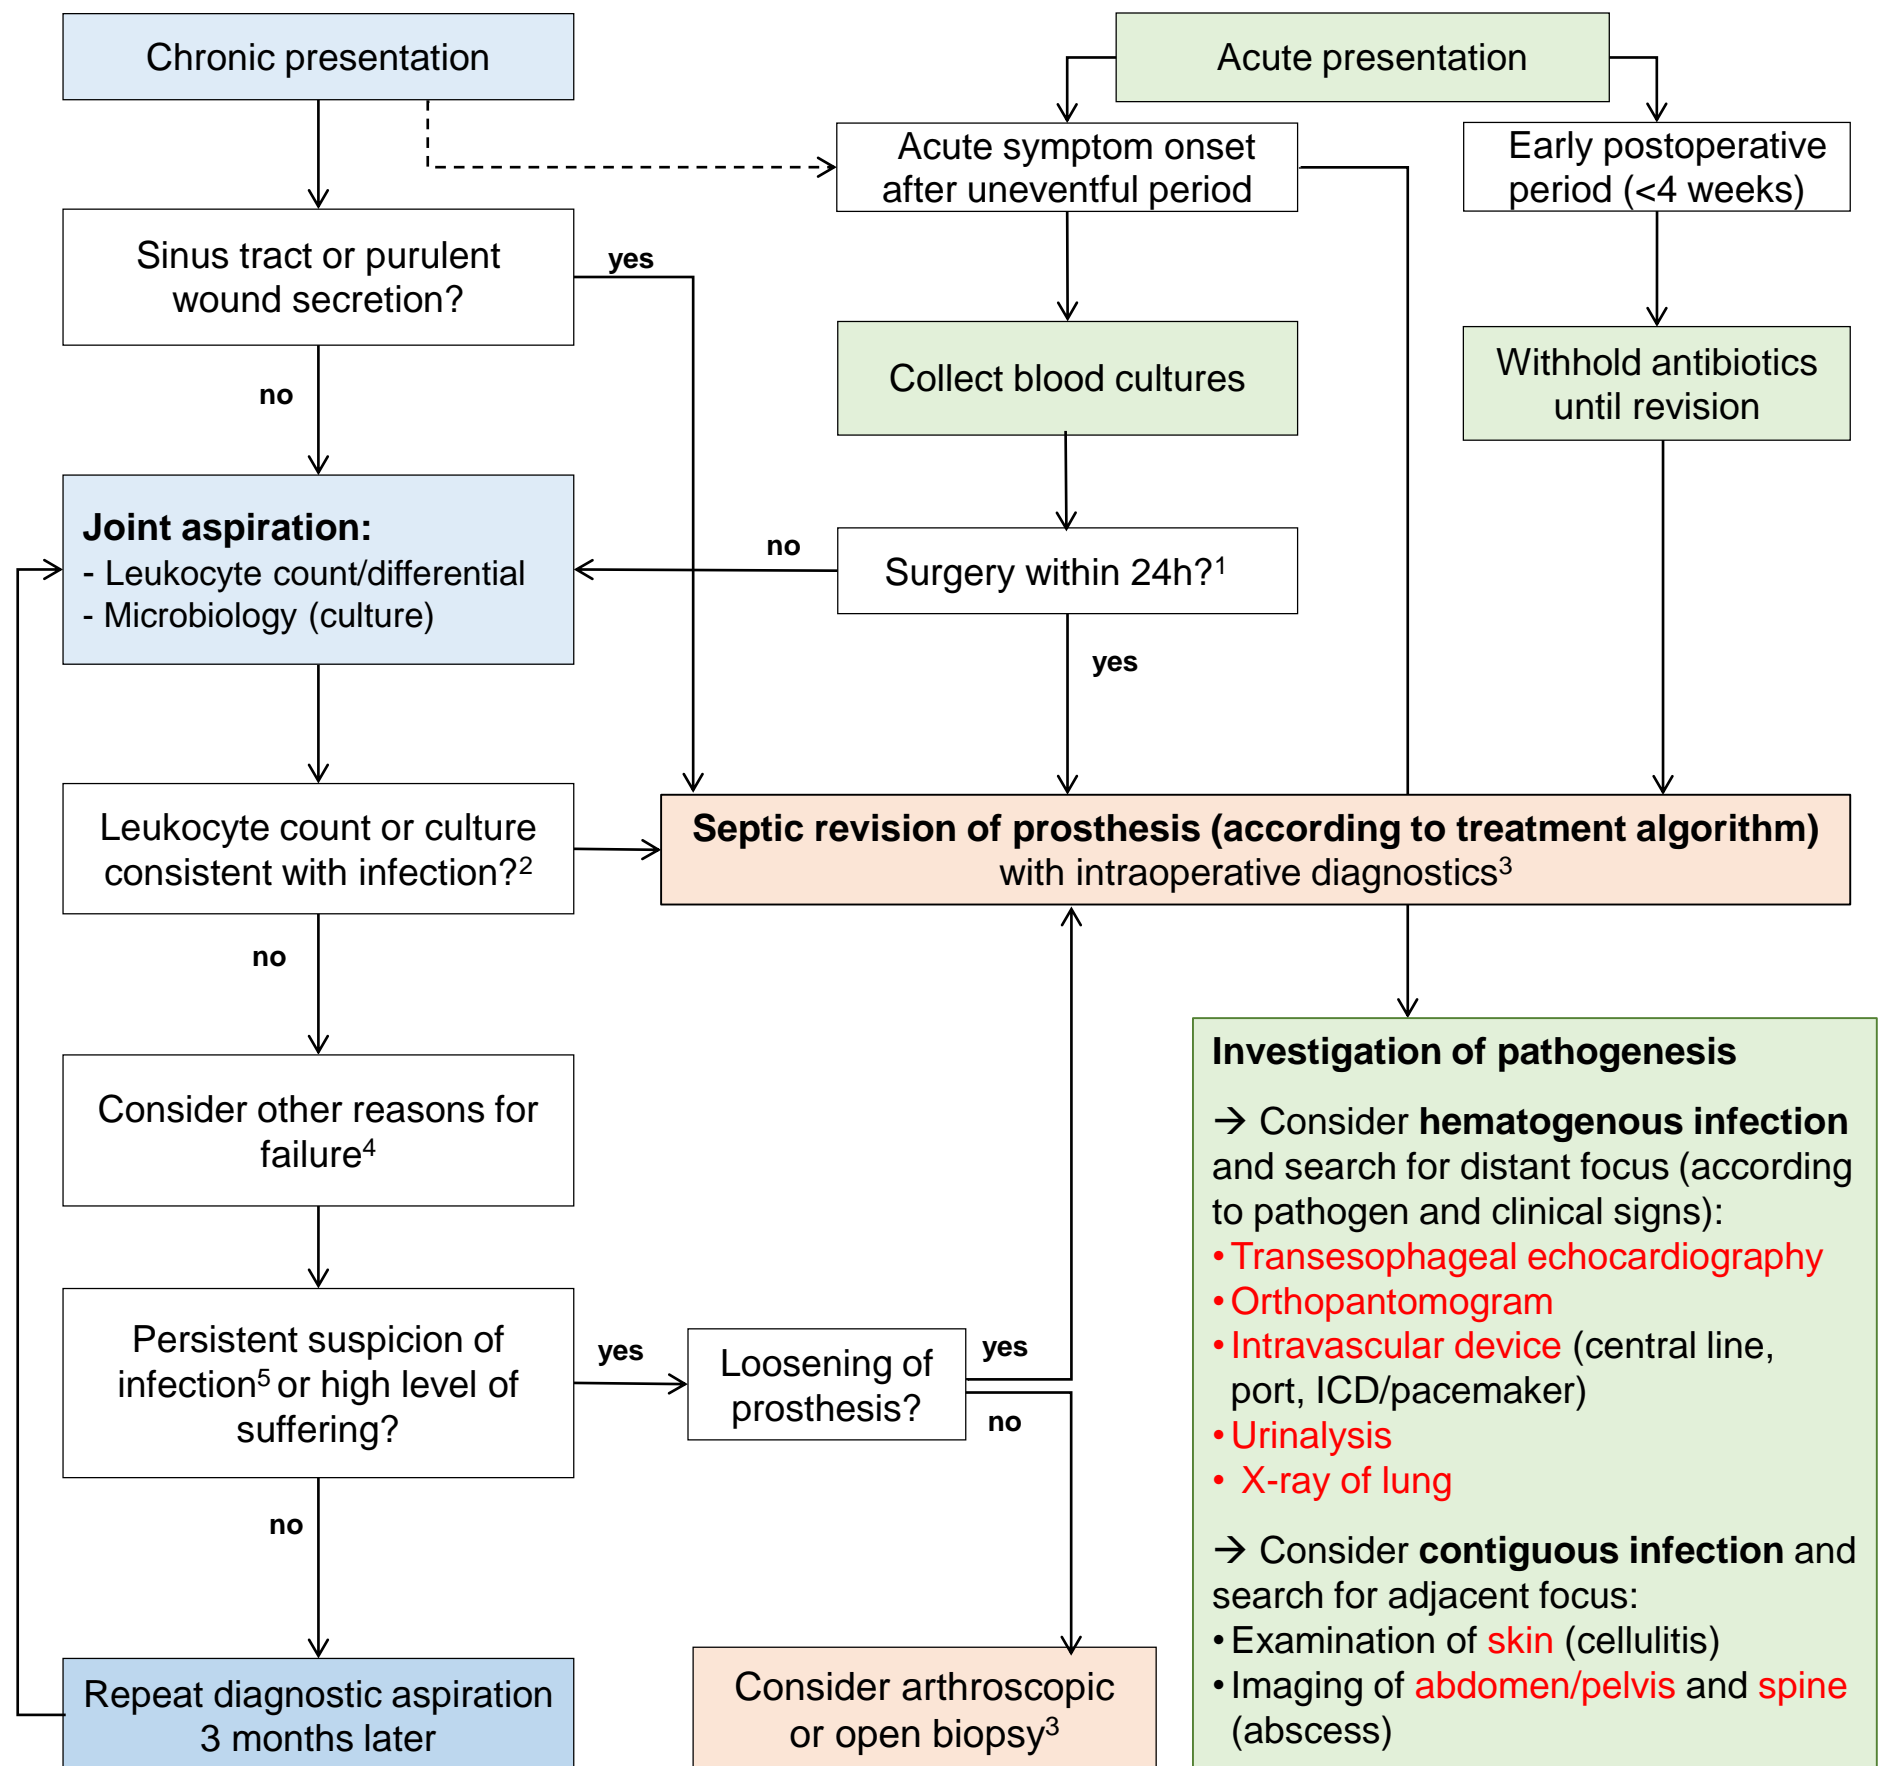 Chronic presentation
Acute presentation
Acute symptom onset
after uneventful period
Early postoperative
period (<4 weeks)
Sinus tract or purulent
wound secretion?
yes
no
Collect blood cultures
Withhold antibiotics
until revision
Joint aspiration:
- Leukocyte count/differential
- Microbiology (culture)
no
Surgery within 24h?1
yes
Leukocyte count or culture
consistent with infection?2
Septic revision of prosthesis (according to treatment algorithm)
with intraoperative diagnostics3
no
Consider other reasons for
failure4
Persistent suspicion of
infection5 or high level of
suffering?
yes
Loosening of
prosthesis?
yes
no
no
Repeat diagnostic aspiration
3 months later
Consider arthroscopic
or open biopsy3
Investigation of pathogenesis
→ Consider hematogenous infection
and search for distant focus (according
to pathogen and clinical signs):
• Transesophageal echocardiography
• Orthopantomogram
• Intravascular device (central line,
port, ICD/pacemaker)
• Urinalysis
• X-ray of lung
→ Consider contiguous infection and
search for adjacent focus:
• Examination of skin (cellulitis)
• Imaging of abdomen/pelvis and spine
(abscess)